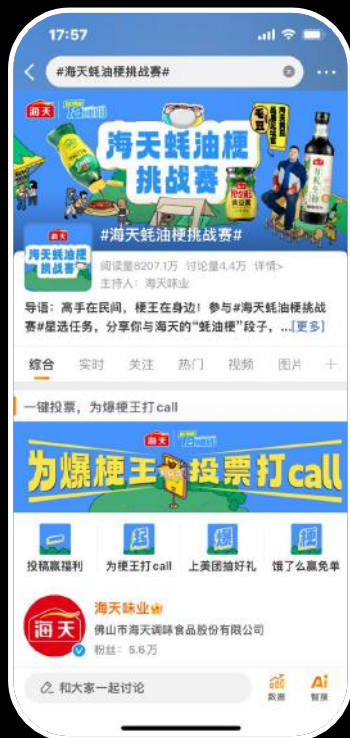 17:57
#海天蚝油梗挑战赛#
海天
海天蚝油梗
挑战赛
毛豆
海天
海天蚝油梗
挑战赛
#海天蚝油梗挑战赛#
阅读量8207.1万 讨论量4.4万 详情>
主持人：海天味业
导语：高手在民间，梗王在身边！参与#海天蚝油梗挑战
赛#星选任务，分享你与海天的“蚝油梗”段子，...[更多]
综合 实时 关注 热门 视频 图片
一键投票，为爆梗王打call
海天
为爆梗王投票打call
起 爆 梗
投稿赢福利 为梗王打call 上美团抽好礼 饿了么赢免单
海天
海天味业
佛山市海天调味食品股份有限公司
粉丝：5.6万
和大家一起讨论
数据
Ai
智搜